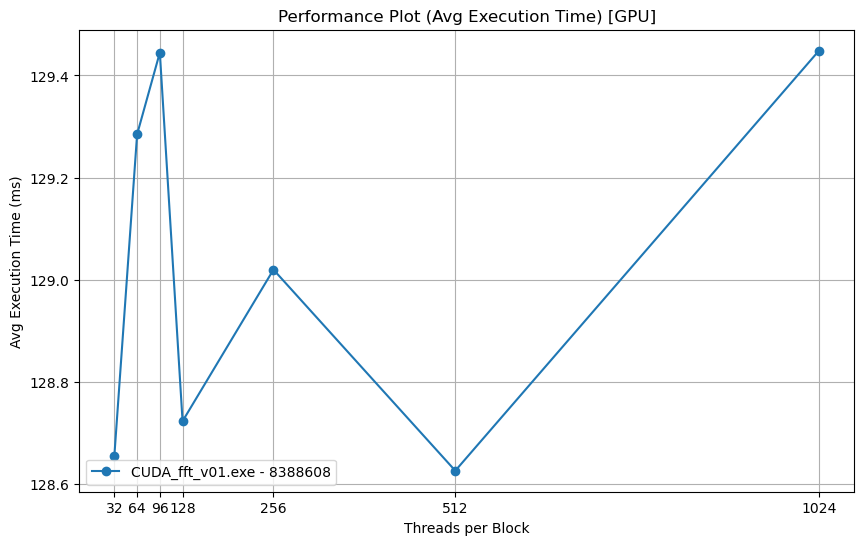 Performance Plot (Avg Execution Time) [GPU]
Avg Execution Time (ms)
129.4
129.2
129.0
128.8
128.6
CUDA_fft_v01.exe - 8388608
32 64 96 128 256 512 1024
Threads per Block